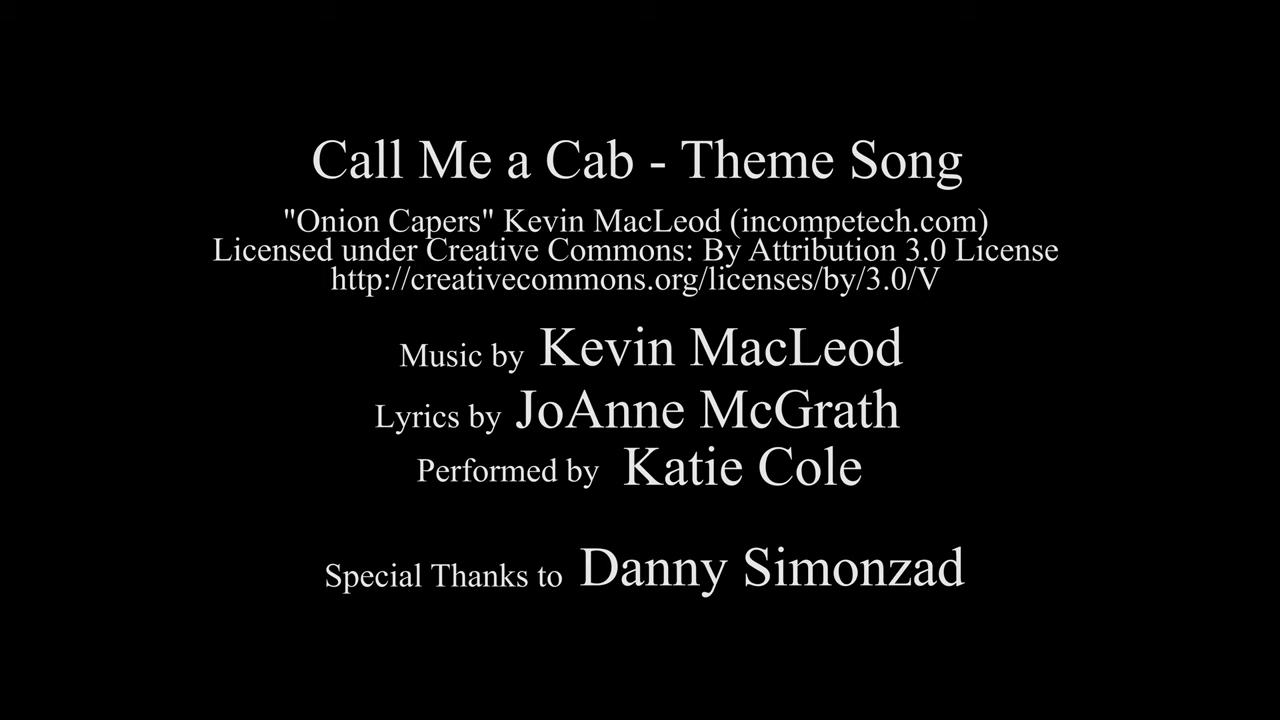 Call Me a Cab - Theme Song
"Onion Capers" Kevin MacLeod (incompetech.com)
Licensed under Creative Commons: By Attribution 3.0 License
http://creativecommons.org/licenses/by/3.0/V
Music by Kevin MacLeod
Lyrics by JoAnne McGrath
Performed by Katie Cole
Special Thanks to Danny Simonzad